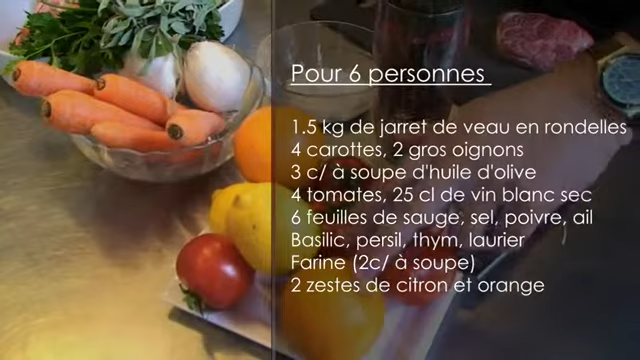 Pour 6 personnes
1.5 kg de jarret de veau en rondelles
4 carottes, 2 gros oignons
3 c/ à soupe d'huile d'olive
4 tomates, 25 cl de vin blanc sec
6 feuilles de sauge, sel, poivre, ail
Basilic, persil, thym, laurier
Farine (2c/ à soupe)
2 zestes de citron et orange